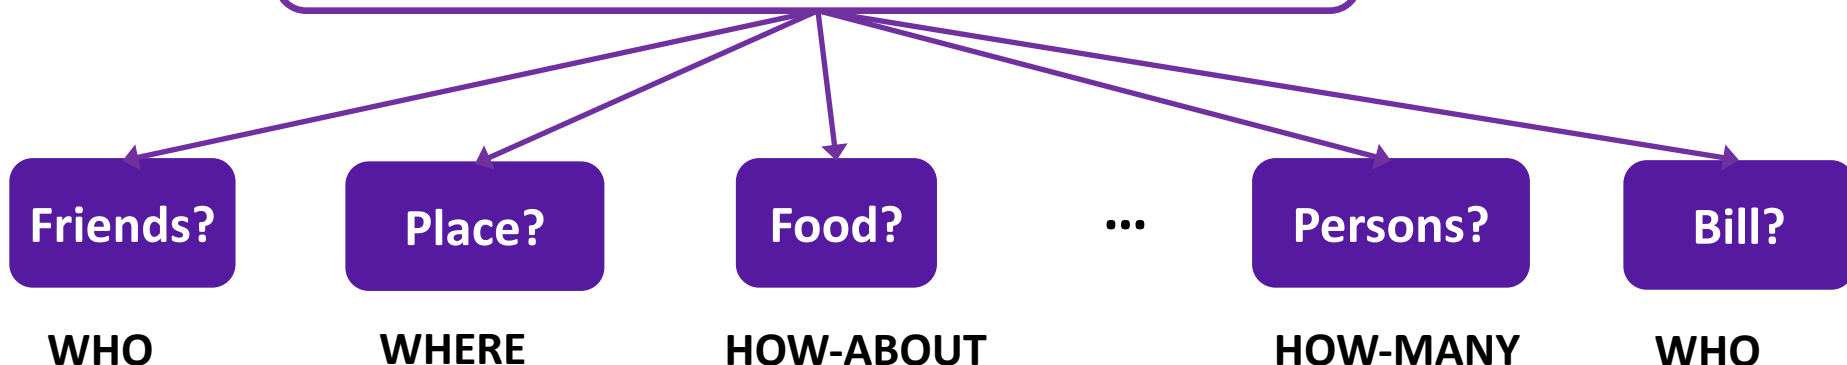 Friends? Place? Food? ... Persons? Bill?
WHO WHERE HOW-ABOUT HOW-MANY WHO